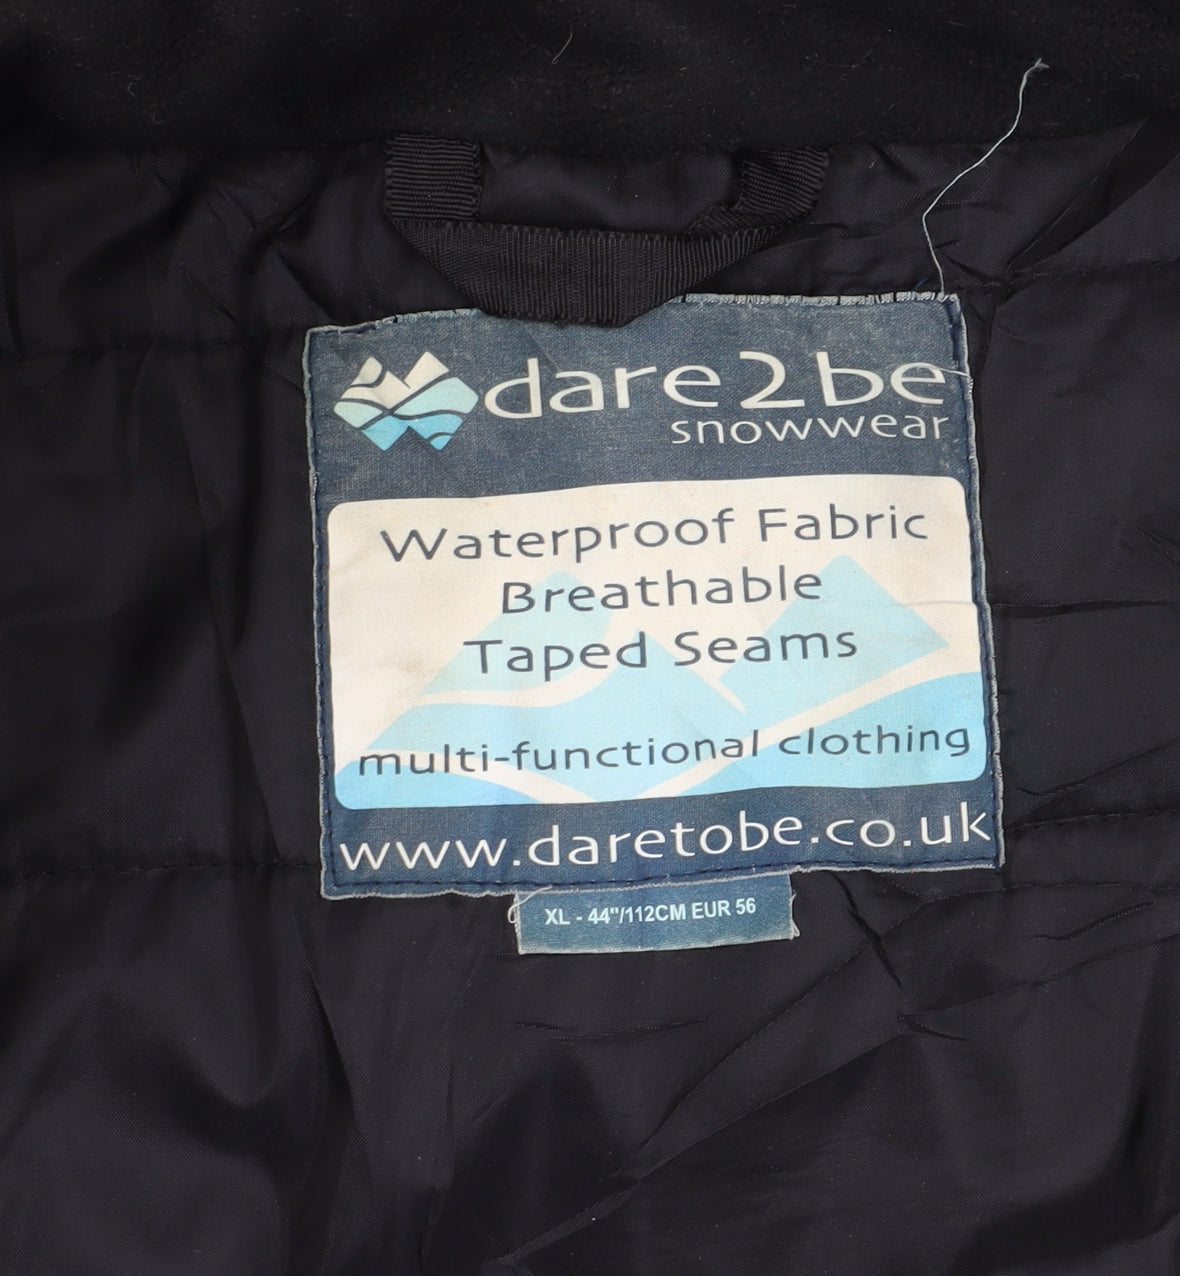 dare2be
snowwear
Waterproof Fabric
Breathable
Taped Seams
multi-functional clothing
www.daretobe.co.uk
XL - 44"/112CM EUR 56